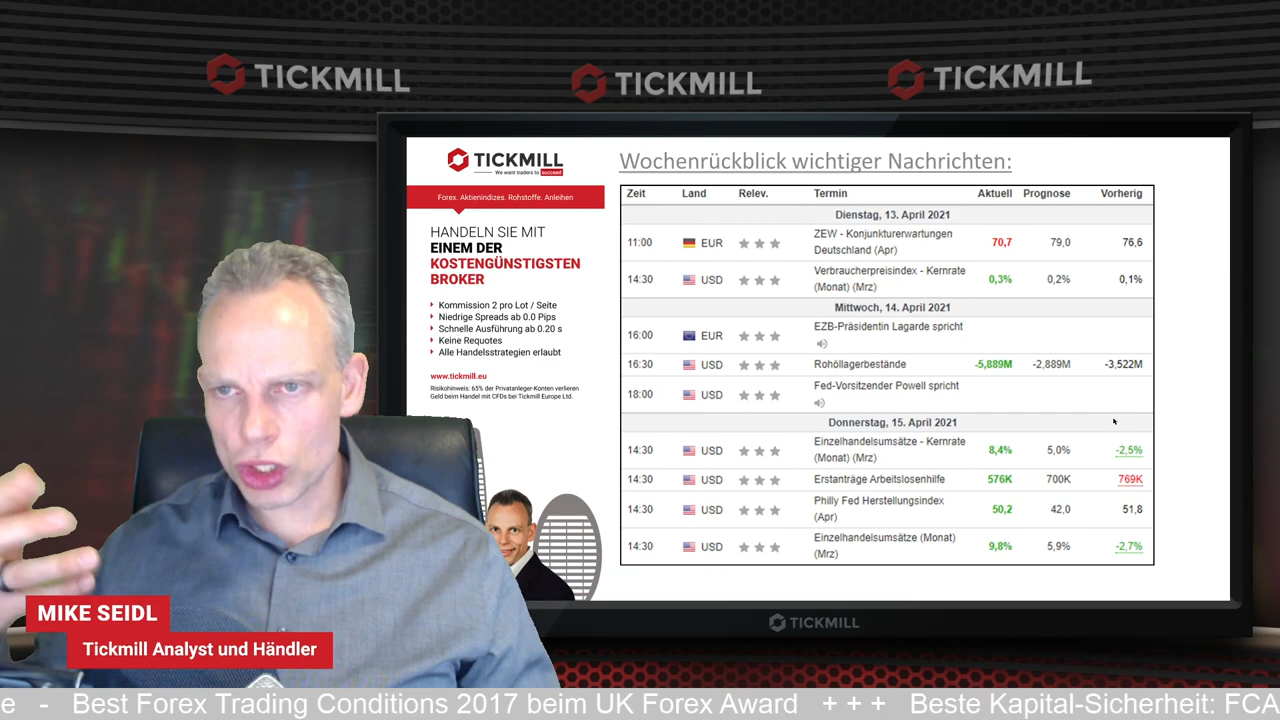 TICKMILL
TICKMILL
TICKMILL
TICKMILL
We want traders to succeed
Forex. Aktienindizes. Rohstoffe. Anleihen
HANDELN SIE MIT
EINEM DER
KOSTENGÜNSTIGSTEN
BROKER
Kommission 2 pro Lot / Seite
Niedrige Spreads ab 0.0 Pips
Schnelle Ausführung ab 0.20 s
Keine Requotes
Alle Handelsstrategien erlaubt
www.tickmill.eu
Risikohinweis: 65% der Privatanleger-Konten verlieren
Geld beim Handel mit CFDs bei Tickmill Europe Ltd.
Wochenrückblick wichtiger Nachrichten:
Zeit Land Relev. Termin Aktuell Prognose Vorherig
Dienstag, 13. April 2021
11:00 EUR ZEW - Konjunkturerwartungen 70,7 79,0 76,6
Deutschland (Apr)
14:30 USD Verbraucherpreisindex - Kernrate 0,3% 0,2% 0,1%
(Monat) (Mrz)
Mittwoch, 14. April 2021
16:00 EUR EZB-Präsidentin Lagarde spricht
16:30 USD Rohöllagerbestände -5,889M -2,889M -3,522M
18:00 USD Fed-Vorsitzender Powell spricht
Donnerstag, 15. April 2021
14:30 USD Einzelhandelsumsätze - Kernrate 8,4% 5,0% -2,5%
(Monat) (Mrz)
14:30 USD Erstanträge Arbeitslosenhilfe 576K 700K 769K
14:30 USD Philly Fed Herstellungsindex 50,2 42,0 51,8
(Apr)
14:30 USD Einzelhandelsumsätze (Monat) 9,8% 5,9% -2,7%
(Mrz)
TICKMILL
MIKE SEIDL
Tickmill Analyst und Händler
e - Best Forex Trading Conditions 2017 beim UK Forex Award +++ Beste Kapital-Sicherheit: FCA